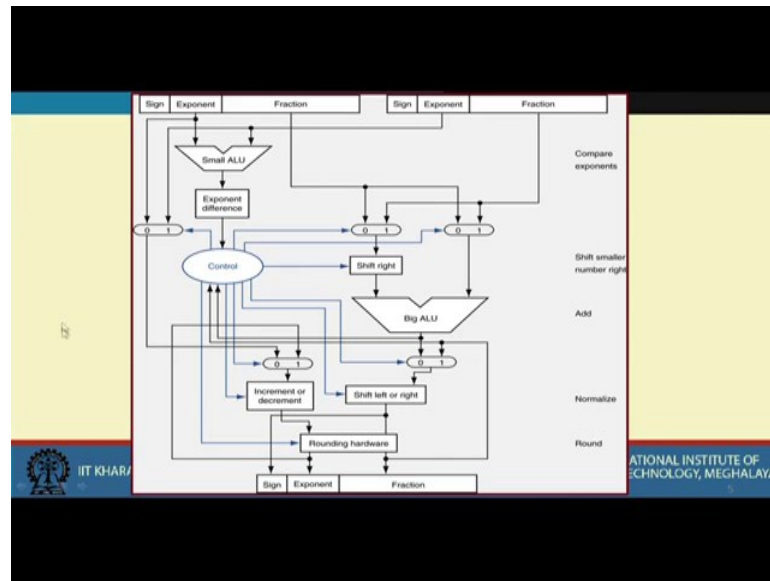 Sign Exponent Fraction Sign Exponent Fraction
Small ALU
Compare
exponents
Exponent
difference
0 1 0 1 0 1
Control
Shift right
Shift smaller
number right
Big ALU
Add
0 1 0 1
Increment or
decrement
Shift left or right
Normalize
Rounding hardware
Round
Sign Exponent Fraction
IIT KHARA
ATIONAL INSTITUTE OF
ECHNOLOGY, MEGHALAYA
5